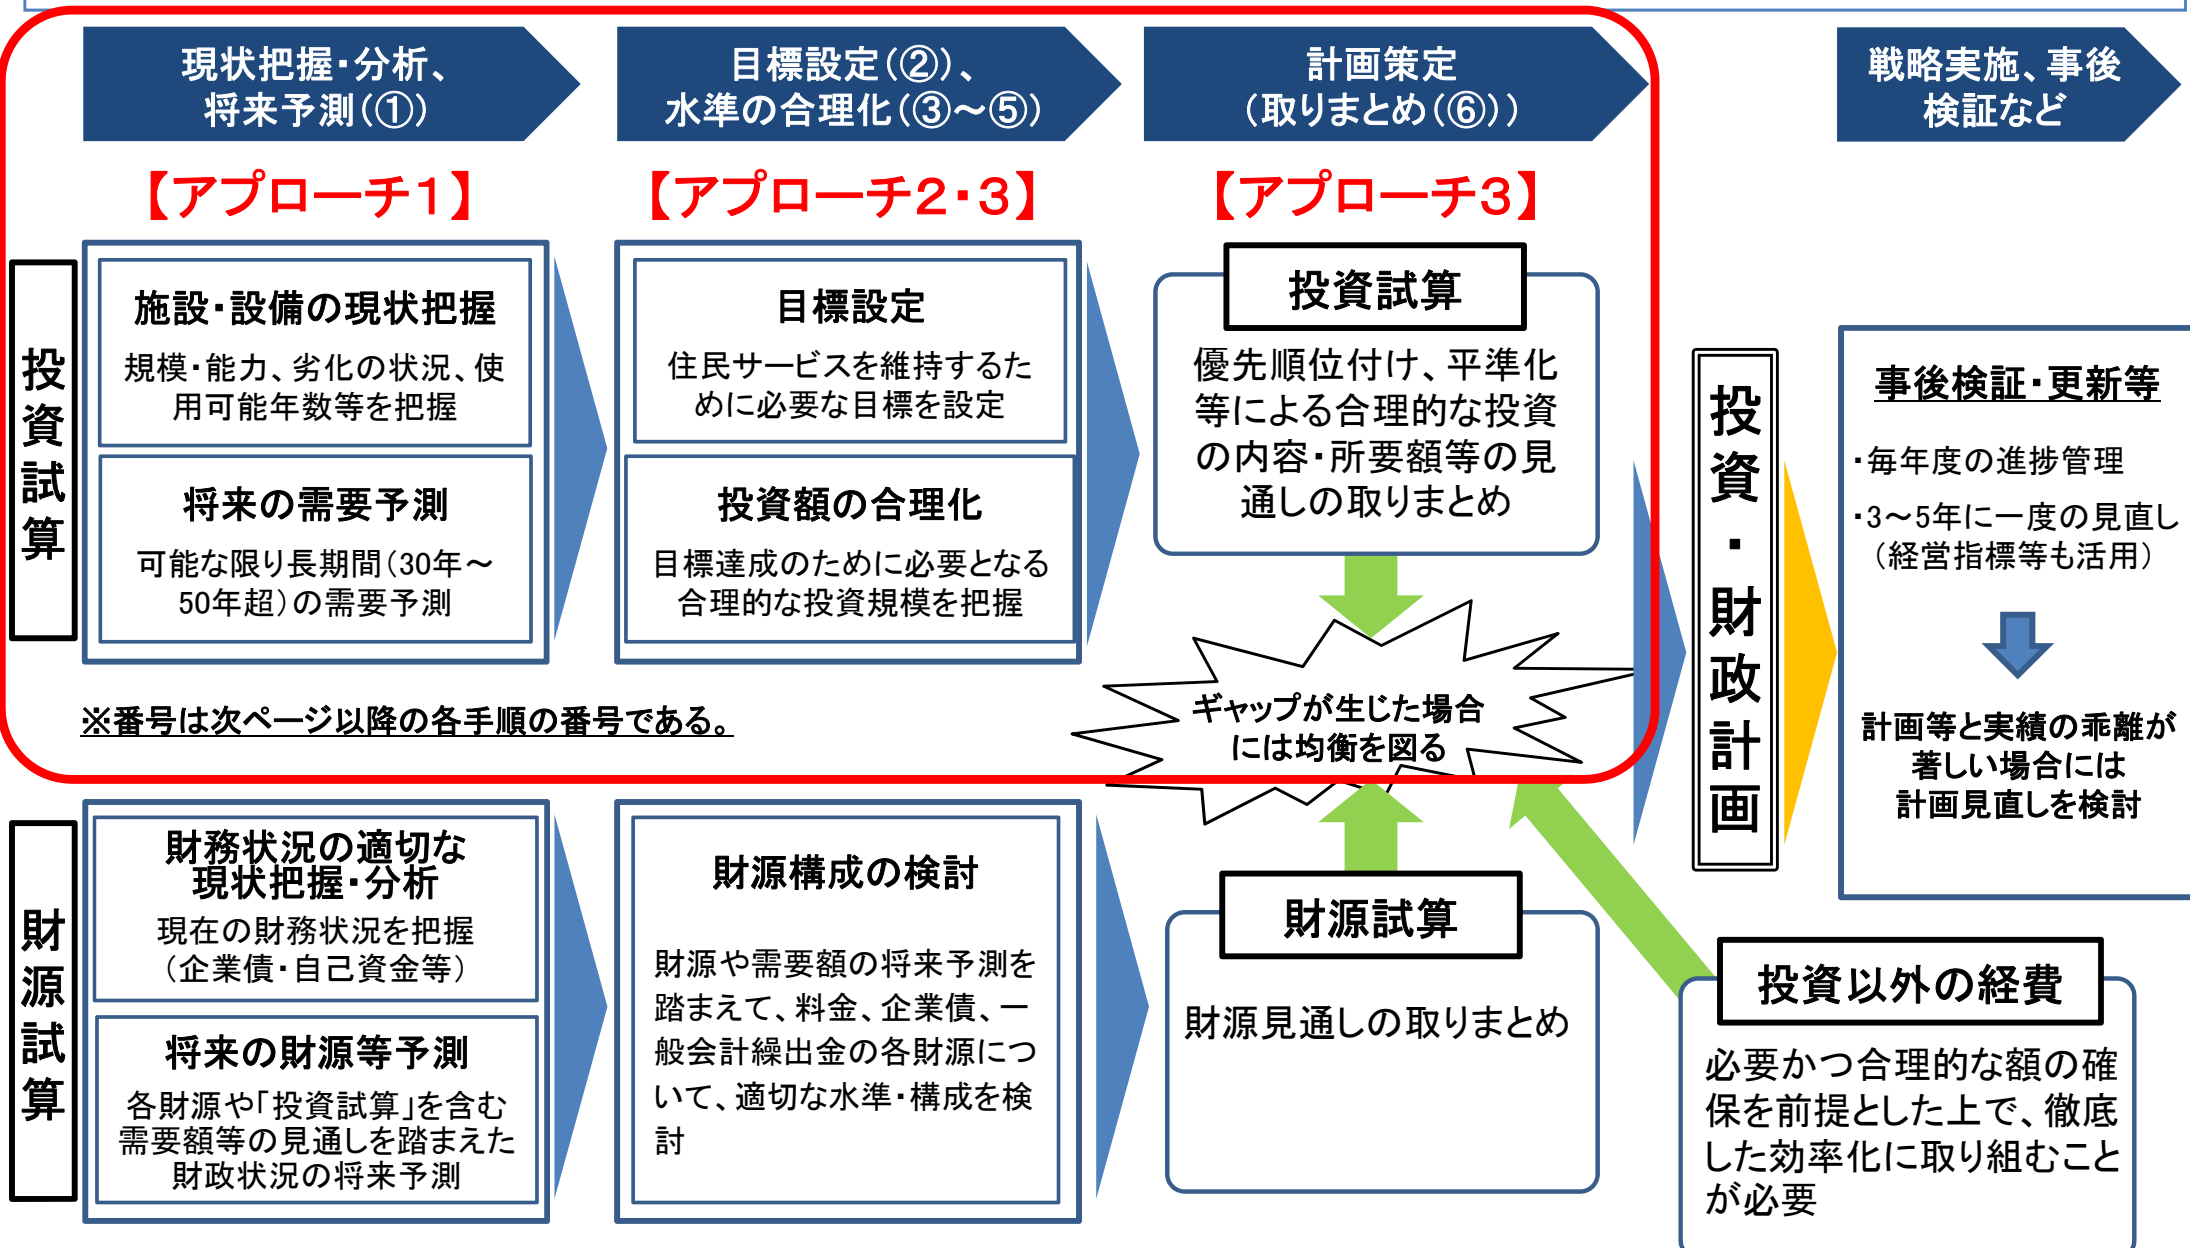 現状把握・分析、
将来予測（①）
目標設定（②）、
水準の合理化（③～⑤）
計画策定
（取りまとめ（⑥））
戦略実施、事後
検証など
【アプローチ１】
【アプローチ２・３】
【アプローチ３】
投資試算
施設・設備の現状把握
規模・能力、劣化の状況、使
用可能年数等を把握
将来の需要予測
可能な限り長期間（30年～
50年超）の需要予測
目標設定
住民サービスを維持するた
めに必要な目標を設定
投資額の合理化
目標達成のために必要となる
合理的な投資規模を把握
投資試算
優先順位付け、平準化
等による合理的な投資
の内容・所要額等の見
通しの取りまとめ
ギャップが生じた場合
には均衡を図る
※番号は次ページ以降の各手順の番号である。
投資・財政計画
事後検証・更新等
・毎年度の進捗管理
・3～5年に一度の見直し
（経営指標等も活用）
計画等と実績の乖離が
著しい場合には
計画見直しを検討
財源試算
財務状況の適切な
現状把握・分析
現在の財務状況を把握
（企業債・自己資金等）
将来の財源等予測
各財源や「投資試算」を含む
需要額等の見通しを踏まえた
財政状況の将来予測
財源構成の検討
財源や需要額の将来予測を
踏まえて、料金、企業債、一
般会計繰出金の各財源につ
いて、適切な水準・構成を検
討
財源試算
財源見通しの取りまとめ
投資以外の経費
必要かつ合理的な額の確
保を前提とした上で、徹底
した効率化に取り組むこと
が必要